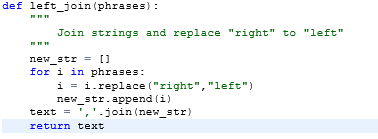 def left_join(phrases):
    """
        Join strings and replace "right" to "left"
    """
    new_str = []
    for i in phrases:
        i = i.replace("right","left")
        new_str.append(i)
    text = ','.join(new_str)
    return text